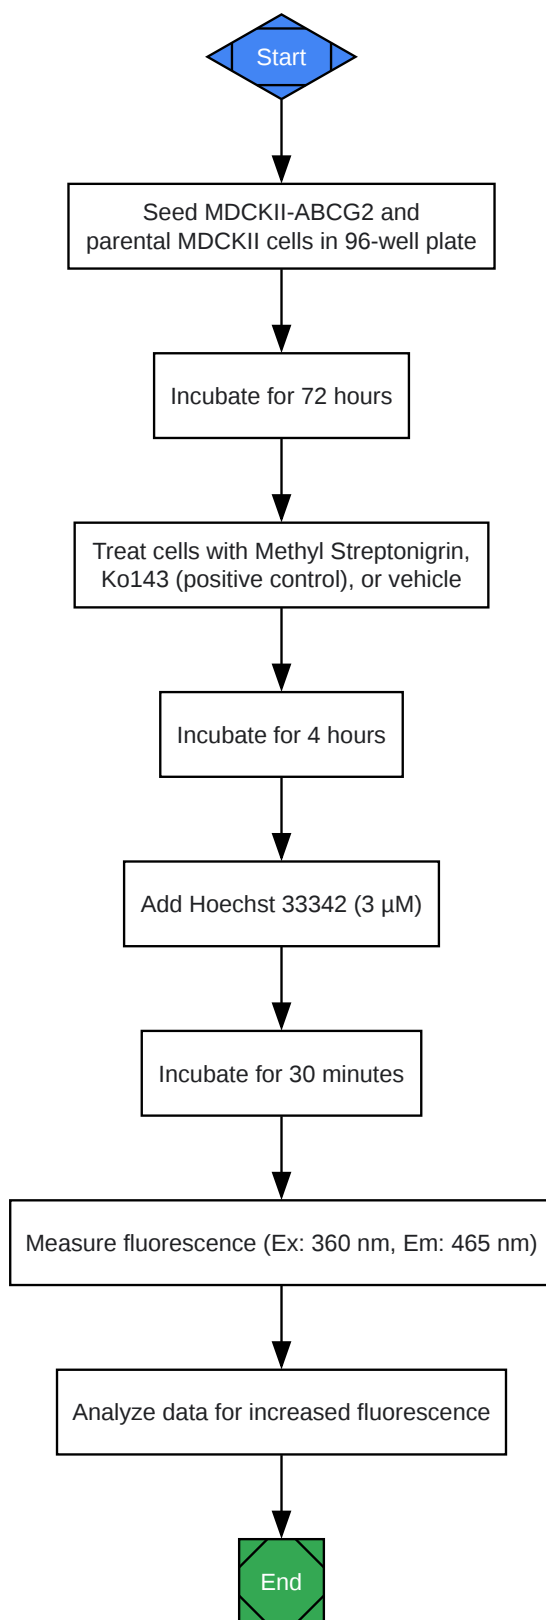 Start
Seed MDCKII-ABCG2 and
parental MDCKII cells in 96-well plate
Incubate for 72 hours
Treat cells with Methyl Streptonigrin,
Ko143 (positive control), or vehicle
Incubate for 4 hours
Add Hoechst 33342 (3 µM)
Incubate for 30 minutes
Measure fluorescence (Ex: 360 nm, Em: 465 nm)
Analyze data for increased fluorescence
End